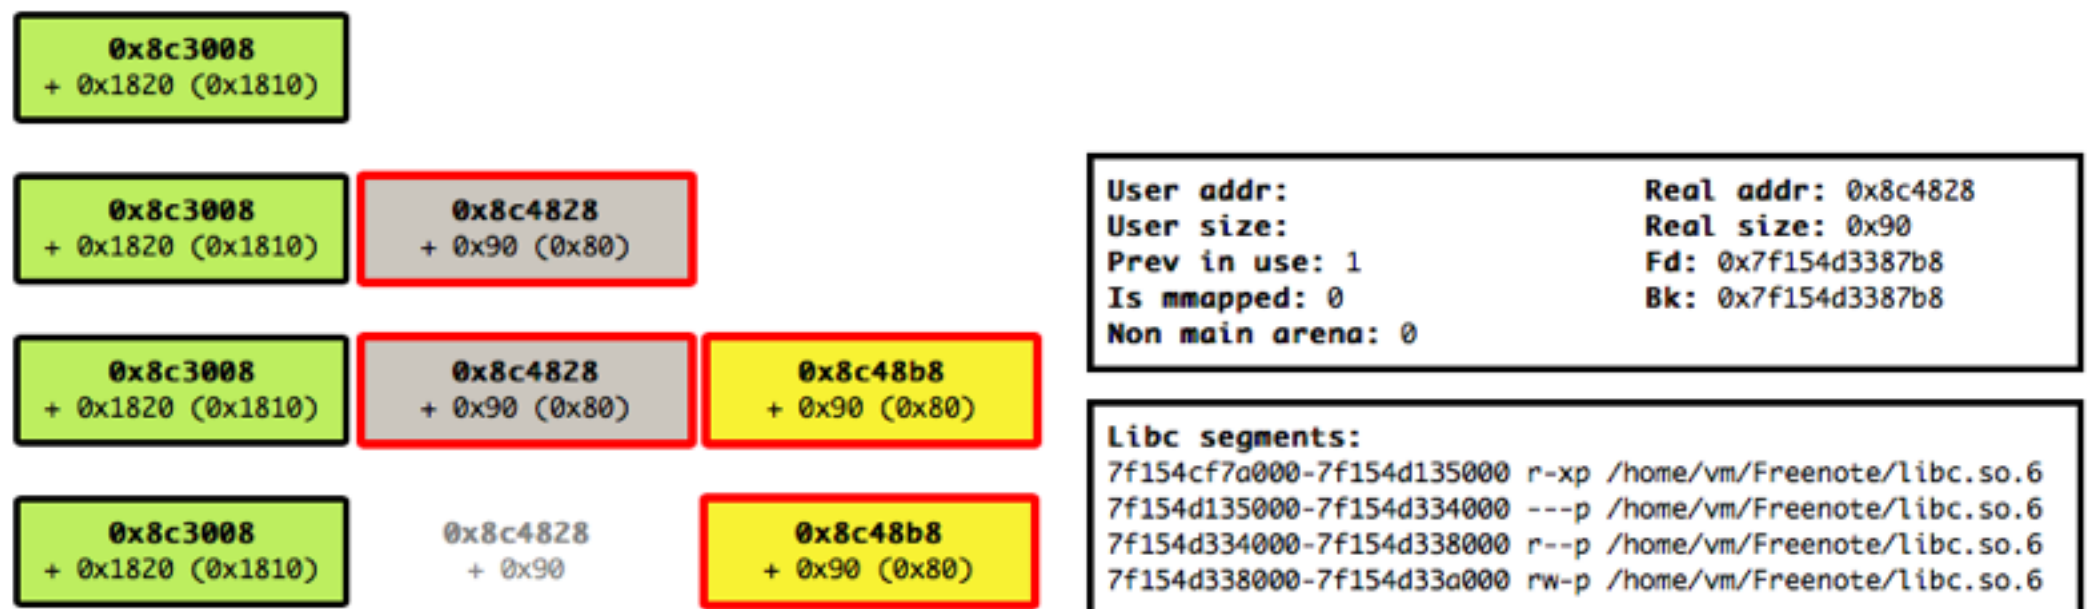 0x8c3008
+ 0x1820 (0x1810)
0x8c3008
+ 0x1820 (0x1810)
0x8c4828
+ 0x90 (0x80)
0x8c3008
+ 0x1820 (0x1810)
0x8c4828
+ 0x90 (0x80)
0x8c48b8
+ 0x90 (0x80)
0x8c3008
+ 0x1820 (0x1810)
0x8c4828
+ 0x90
0x8c48b8
+ 0x90 (0x80)
User addr: Real addr: 0x8c4828
User size: Real size: 0x90
Prev in use: 1 Fd: 0x7f154d3387b8
Is mmapped: 0 Bk: 0x7f154d3387b8
Non main arena: 0
Libc segments:
7f154cf7a000-7f154d135000 r-xp /home/vm/Freenote/libc.so.6
7f154d135000-7f154d334000 ---p /home/vm/Freenote/libc.so.6
7f154d334000-7f154d338000 r--p /home/vm/Freenote/libc.so.6
7f154d338000-7f154d33a000 rw-p /home/vm/Freenote/libc.so.6